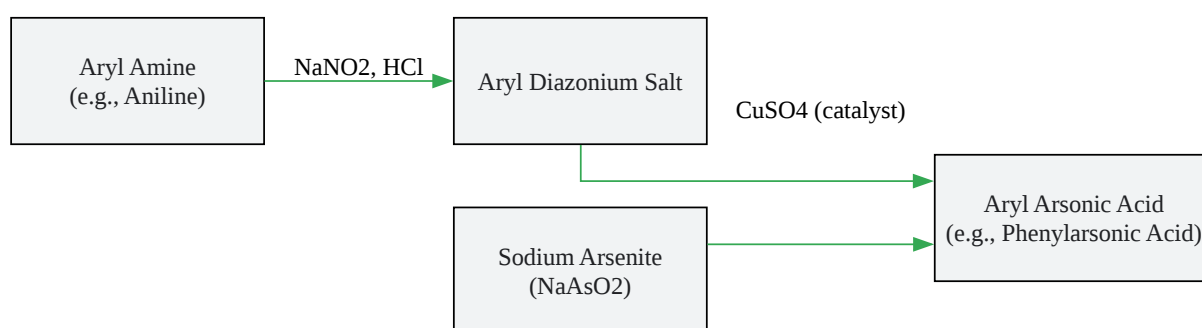 Aryl Amine
(e.g., Aniline)
NaNO2, HCl
Aryl Diazonium Salt
CuSO4 (catalyst)
Sodium Arsenite
(NaAsO2)
Aryl Arsonic Acid
(e.g., Phenylarsonic Acid)